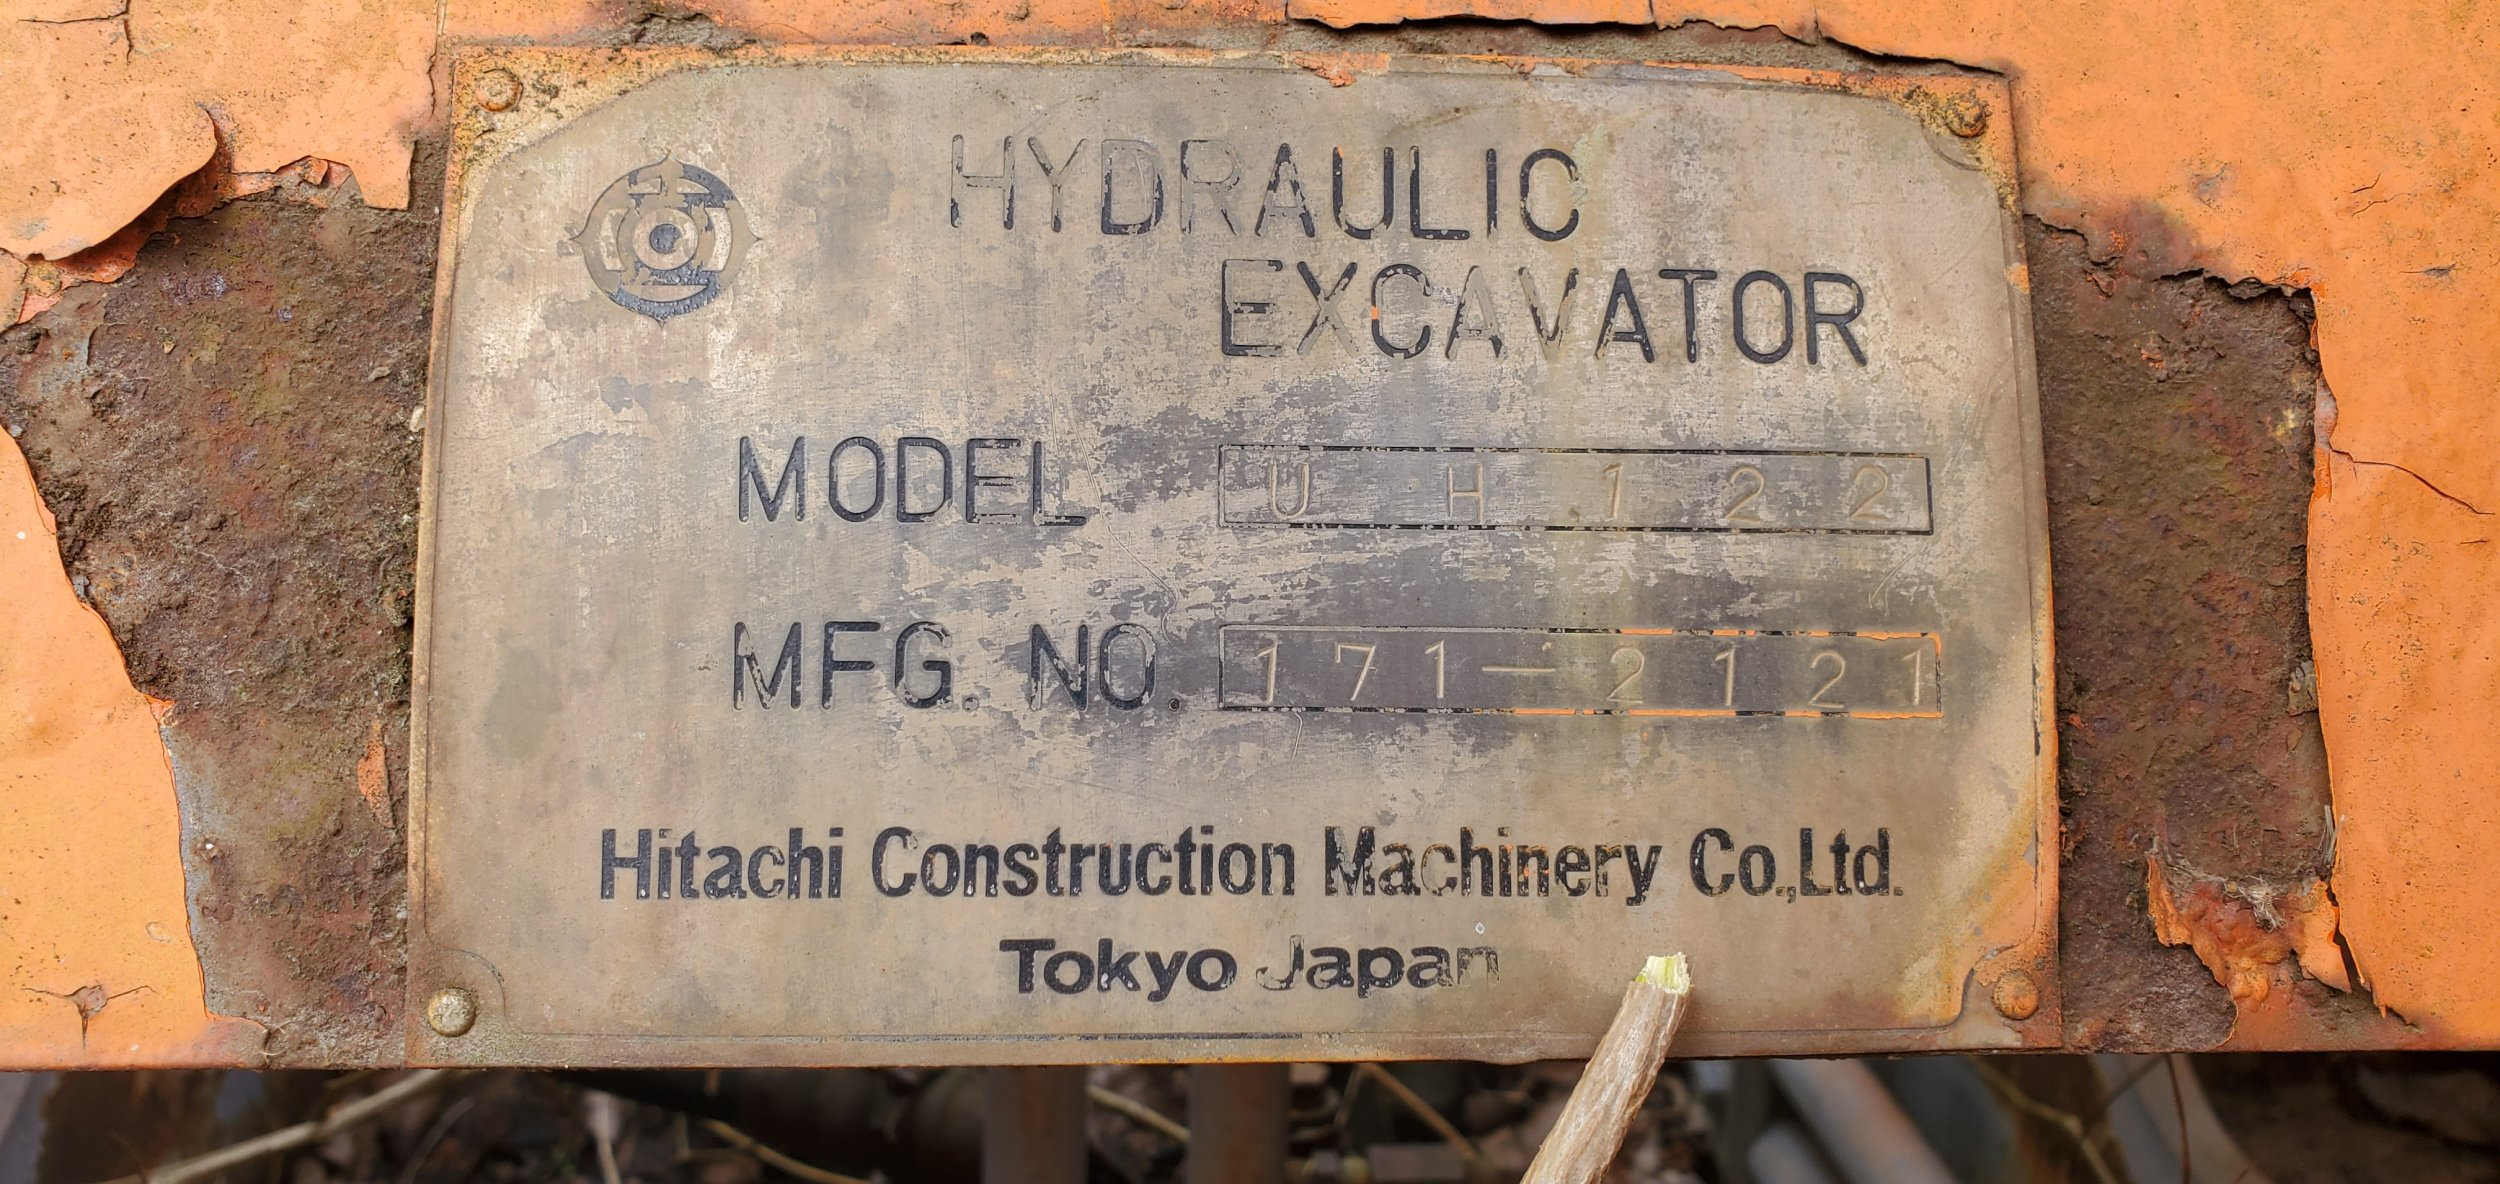 HYDRAULIC
EXCAVATOR
MODEL UH122
MFG. NO. 171-2121
Hitachi Construction Machinery Co.,Ltd.
Tokyo Japan